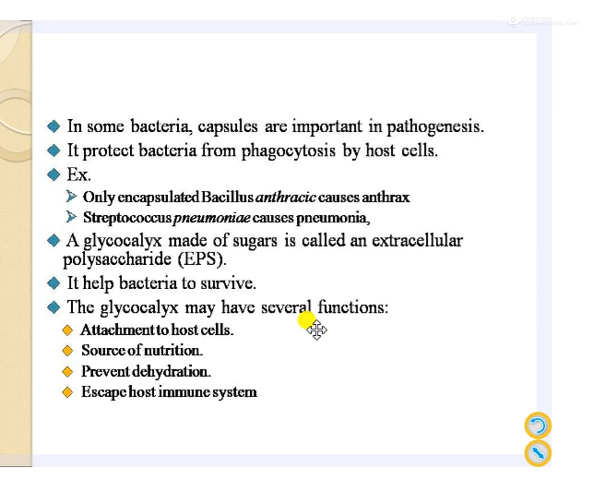 In some bacteria, capsules are important in pathogenesis.
It protect bacteria from phagocytosis by host cells.
Ex.
Only encapsulated Bacillus anthracic causes anthrax
Streptococcus pneumoniae causes pneumonia,
A glycocalyx made of sugars is called an extracellular
polysaccharide (EPS).
It help bacteria to survive.
The glycocalyx may have several functions:
Attachment to host cells.
Source of nutrition.
Prevent dehydration.
Escape host immune system